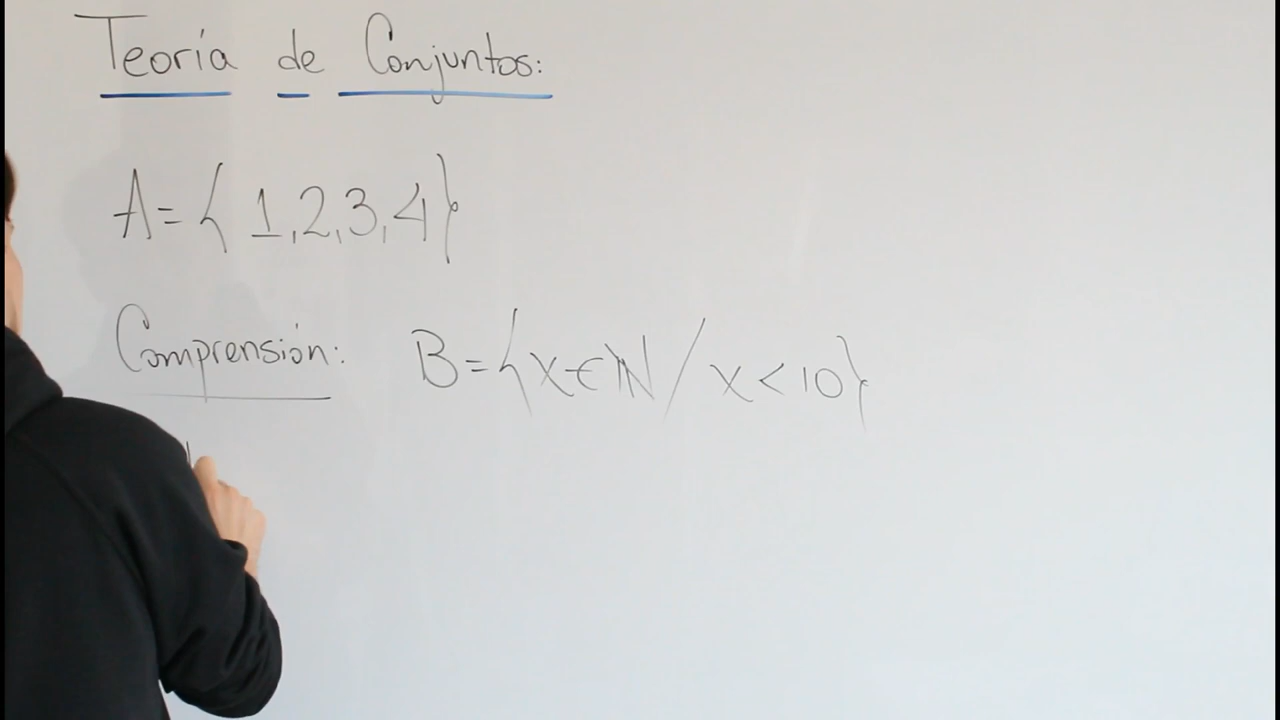 Teoría de Conjuntos:
A={1,2,3,4}
Comprensión: B={x∈ℕ/x<10}